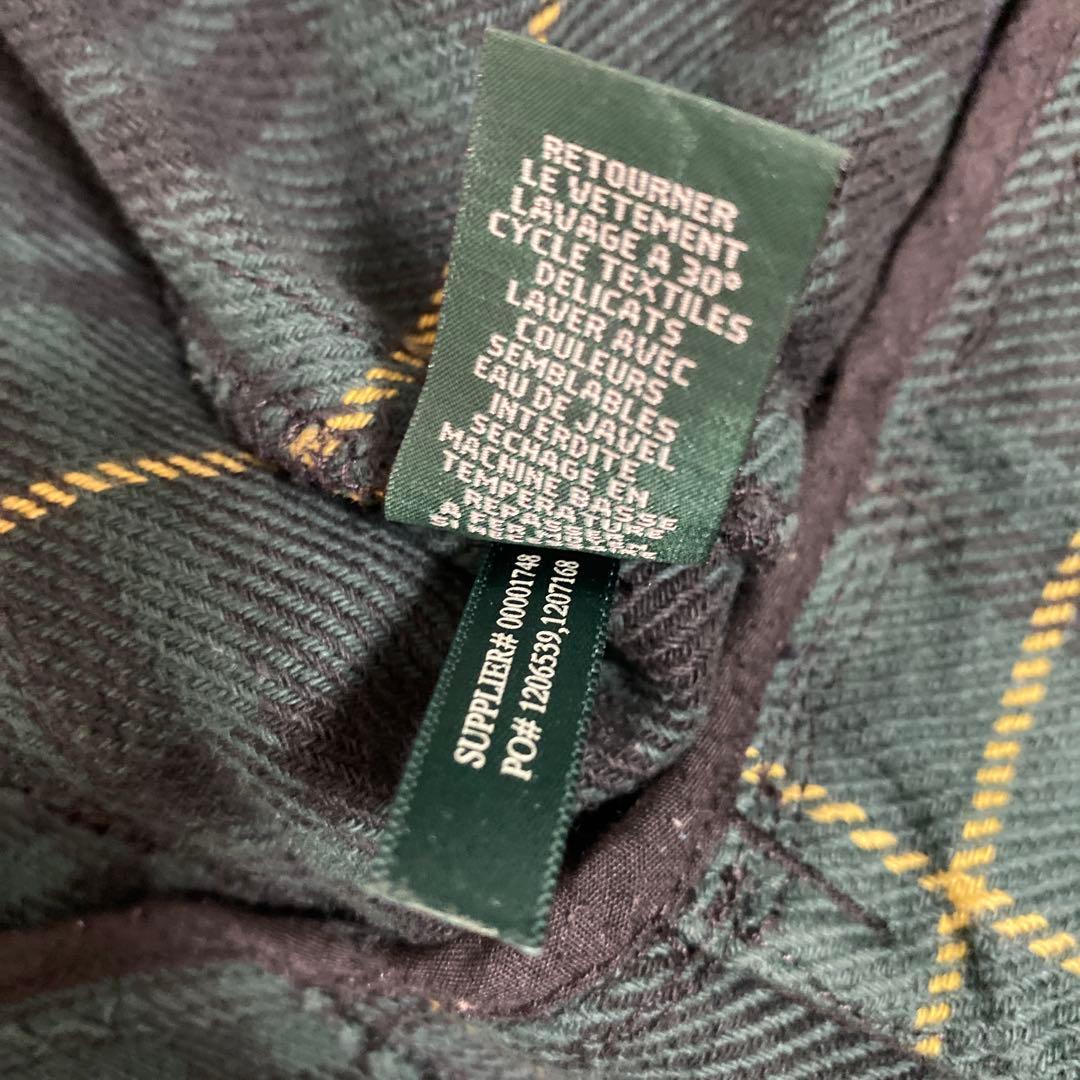 RETOURNER
LE VETEMENT
LAVAGE A 30°
CYCLE TEXTILES
DELICATS
LAVER AVEC
COULEURS
SEMBLABLES
EAU DE JAVEL
INTERDITE
SECHAGE EN
MACHINE BASSE
TEMPERATURE
REPASSER
SUPPLIER# 00001748
PO# 1206539,1207168